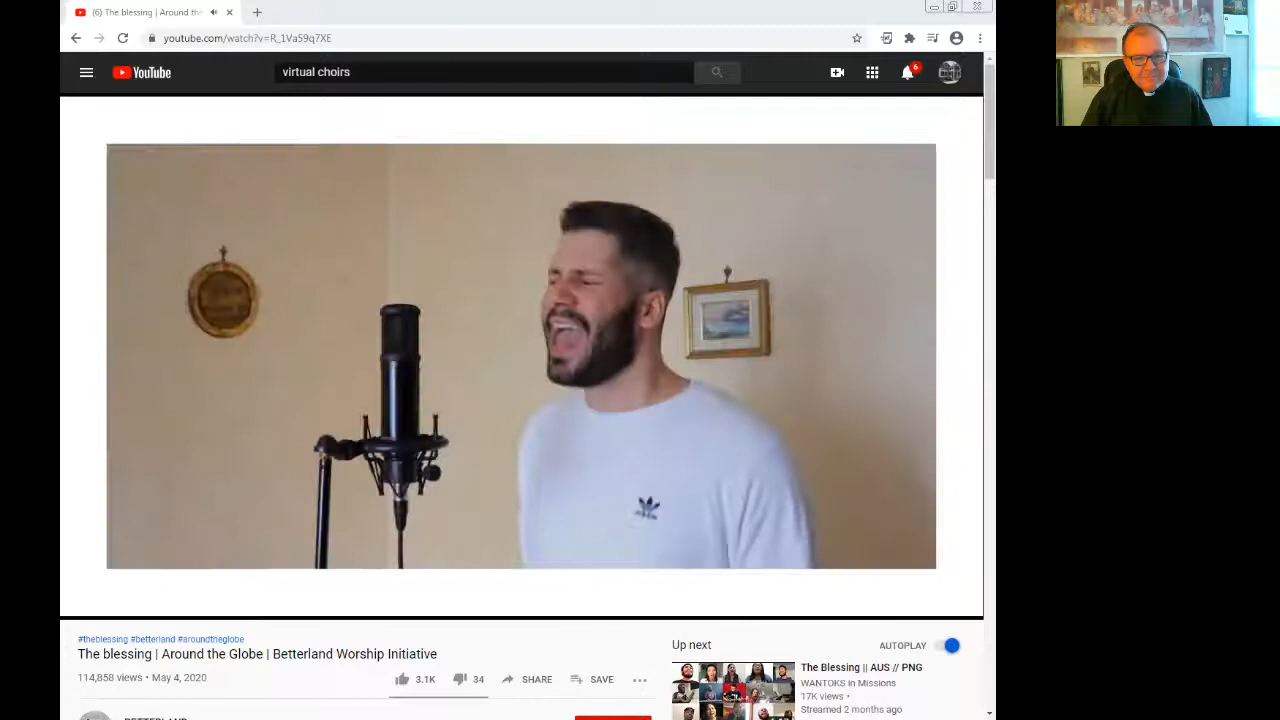 (6) The blessing | Around the
youtube.com/watch?v=R_1Va59q7XE
YouTube
virtual choirs
6
#theblessing #betterland #aroundtheglobe
The blessing | Around the Globe | Betterland Worship Initiative
114,858 views • May 4, 2020
3.1K
34
SHARE
SAVE
BETTERLAND
Up next
AUTOPLAY
The Blessing || AUS // PNG
WANTOKS in Missions
17K views •
Streamed 2 months ago